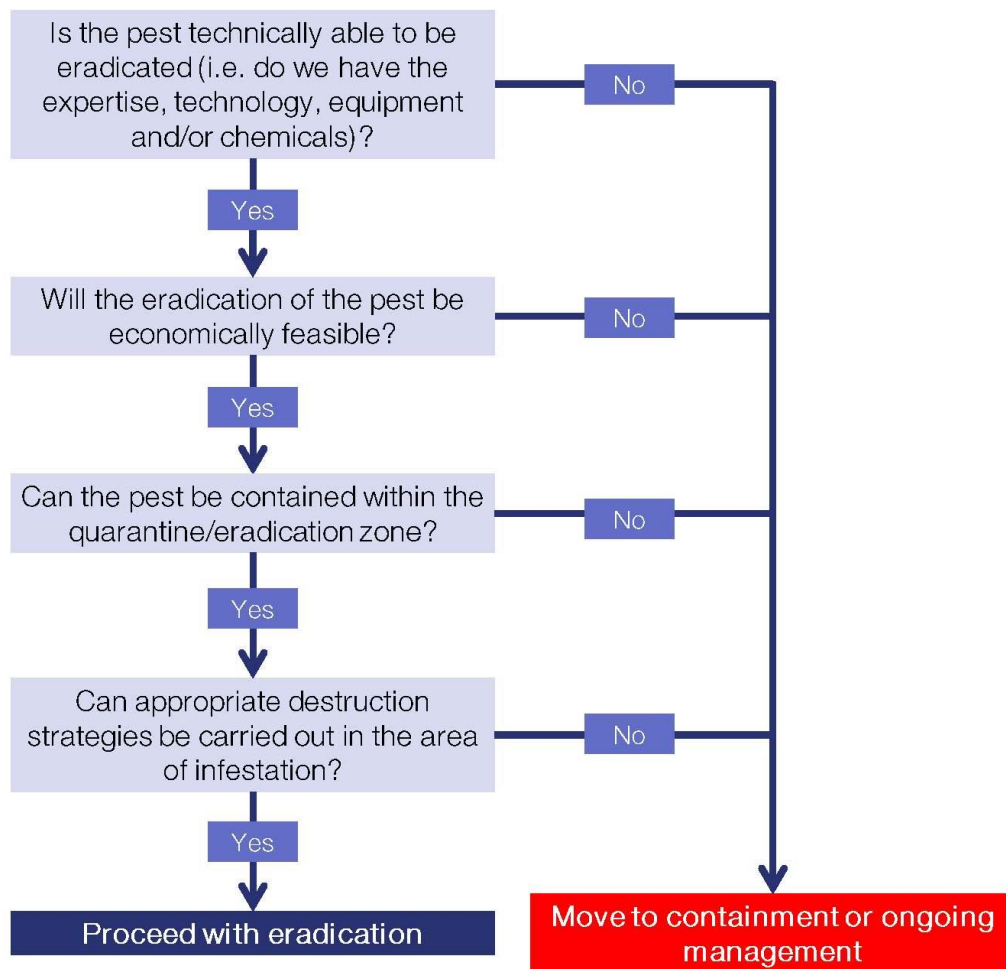 Is the pest technically able to be
eradicated (i.e. do we have the
expertise, technology, equipment
and/or chemicals)?
No
Yes
Will the eradication of the pest be
economically feasible?
No
Yes
Can the pest be contained within the
quarantine/eradication zone?
No
Yes
Can appropriate destruction
strategies be carried out in the area
of infestation?
No
Yes
Proceed with eradication
Move to containment or ongoing
management